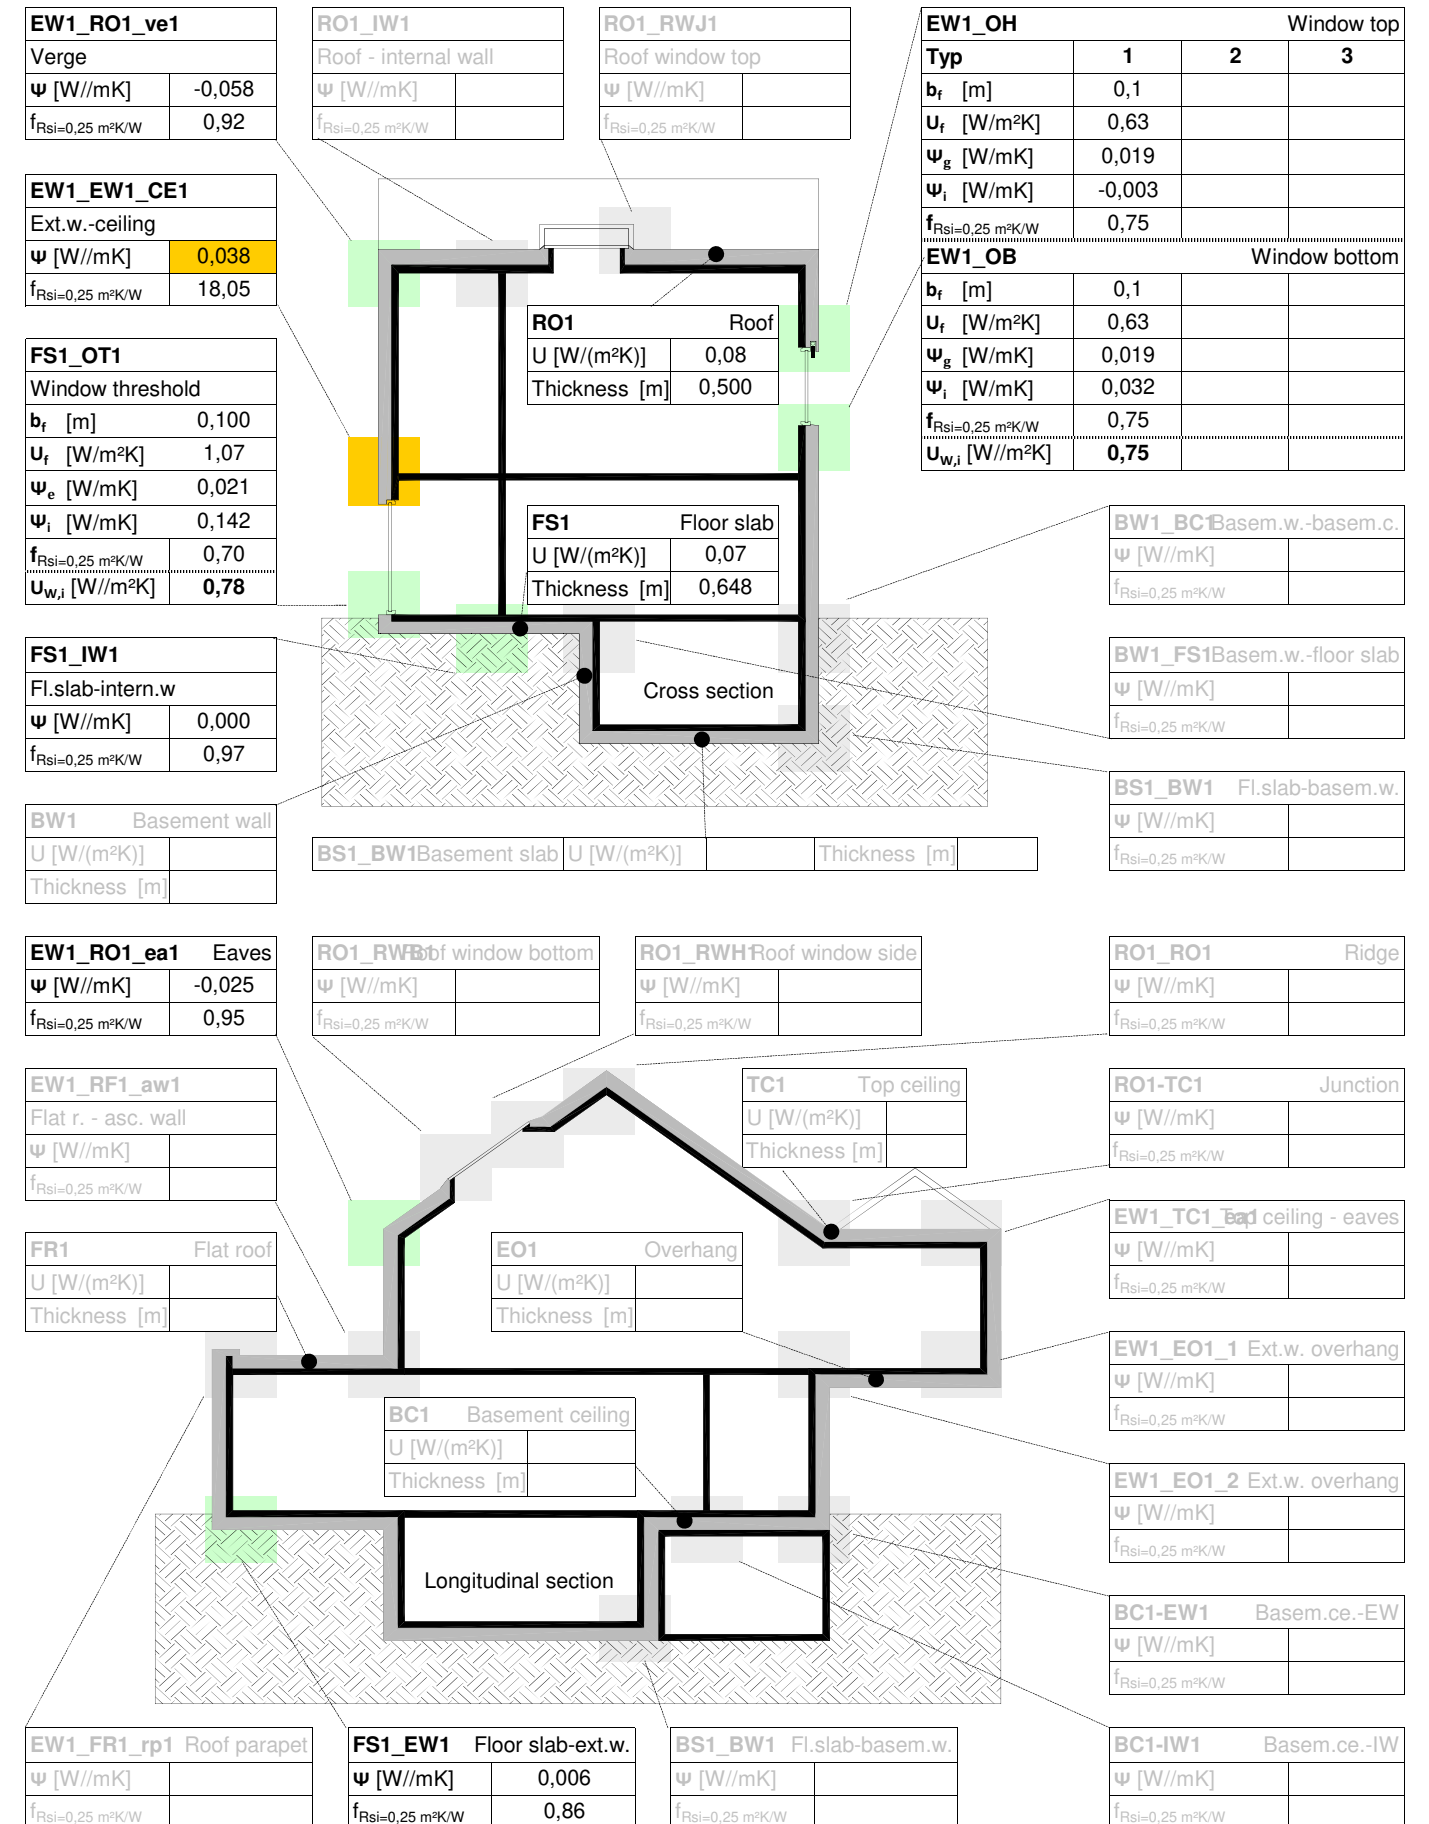 EW1_RO1_ve1
Verge
Ψ [W//mK] -0,058
fRsi=0,25 m²K/W 0,92
RO1_IW1
Roof - internal wall
Ψ [W//mK]
fRsi=0,25 m²K/W
RO1_RWJ1
Roof window top
Ψ [W//mK]
fRsi=0,25 m²K/W
EW1_OH Window top
Typ 1 2 3
bf [m] 0,1
Uf [W/m²K] 0,63
Ψg [W/mK] 0,019
Ψi [W/mK] -0,003
fRsi=0,25 m²K/W 0,75
EW1_OB Window bottom
bf [m] 0,1
Uf [W/m²K] 0,63
Ψg [W/mK] 0,019
Ψi [W/mK] 0,032
fRsi=0,25 m²K/W 0,75
UW,i [W//m²K] 0,75
EW1_EW1_CE1
Ext.w.-ceiling
Ψ [W//mK] 0,038
fRsi=0,25 m²K/W 18,05
RO1 Roof
U [W/(m²K)] 0,08
Thickness [m] 0,500
FS1_OT1
Window threshold
bf [m] 0,100
Uf [W/m²K] 1,07
Ψe [W/mK] 0,021
Ψi [W/mK] 0,142
fRsi=0,25 m²K/W 0,70
UW,i [W//m²K] 0,78
FS1 Floor slab
U [W/(m²K)] 0,07
Thickness [m] 0,648
BW1_BC1 Basem.w.-basem.c.
Ψ [W//mK]
fRsi=0,25 m²K/W
FS1_IW1
Fl.slab-intern.w
Ψ [W//mK] 0,000
fRsi=0,25 m²K/W 0,97
Cross section
BW1_FS1 Basem.w.-floor slab
Ψ [W//mK]
fRsi=0,25 m²K/W
BS1_BW1 Fl.slab-basem.w.
Ψ [W//mK]
fRsi=0,25 m²K/W
BW1 Basement wall
U [W/(m²K)]
Thickness [m]
BS1_BW1 Basement slab U [W/(m²K)] Thickness [m]
EW1_RO1_ea1 Eaves
Ψ [W//mK] -0,025
fRsi=0,25 m²K/W 0,95
RO1_RWB1 Roof window bottom
Ψ [W//mK]
fRsi=0,25 m²K/W
RO1_RWH1 Roof window side
Ψ [W//mK]
fRsi=0,25 m²K/W
RO1_RO1 Ridge
Ψ [W//mK]
fRsi=0,25 m²K/W
EW1_RF1_aw1
Flat r. - asc. wall
Ψ [W//mK]
fRsi=0,25 m²K/W
TC1 Top ceiling
U [W/(m²K)]
Thickness [m]
RO1-TC1 Junction
Ψ [W//mK]
fRsi=0,25 m²K/W
EW1_TC1_ea1 Top ceiling - eaves
Ψ [W//mK]
fRsi=0,25 m²K/W
FR1 Flat roof
U [W/(m²K)]
Thickness [m]
EO1 Overhang
U [W/(m²K)]
Thickness [m]
EW1_EO1_1 Ext.w. overhang
Ψ [W//mK]
fRsi=0,25 m²K/W
BC1 Basement ceiling
U [W/(m²K)]
Thickness [m]
EW1_EO1_2 Ext.w. overhang
Ψ [W//mK]
fRsi=0,25 m²K/W
Longitudinal section
BC1-EW1 Basem.ce.-EW
Ψ [W//mK]
fRsi=0,25 m²K/W
EW1_FR1_rp1 Roof parapet
Ψ [W//mK]
fRsi=0,25 m²K/W
FS1_EW1 Floor slab-ext.w.
Ψ [W//mK] 0,006
fRsi=0,25 m²K/W 0,86
BS1_BW1 Fl.slab-basem.w.
Ψ [W//mK]
fRsi=0,25 m²K/W
BC1-IW1 Basem.ce.-IW
Ψ [W//mK]
fRsi=0,25 m²K/W